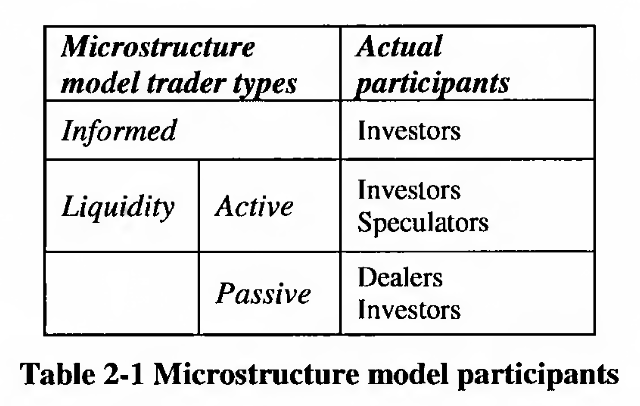 Microstructure
model trader types
Actual
participants
Informed
Investors
Liquidity
Active
Investors
Speculators
Passive
Dealers
Investors
Table 2-1 Microstructure model participants